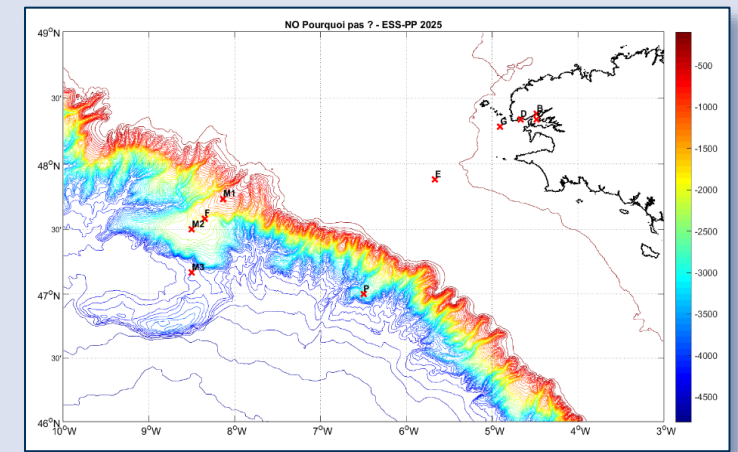 NO Pourquoi pas ? - ESS-PP 2025
49°N
30'
48°N
30'
47°N
30'
46°N
10°W
9°W
8°W
7°W
6°W
5°W
4°W
3°W
B
D
G
E
M1
F
M2
M3
P
-500
-1000
-1500
-2000
-2500
-3000
-3500
-4000
-4500